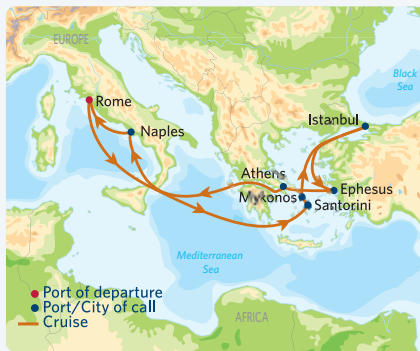 EUROPE
Black
Sea
Rome
Istanbul
Naples
Athens
Ephesus
Mykonos
Santorini
Mediterranean
Sea
Port of departure
Port/City of call
Cruise
AFRICA